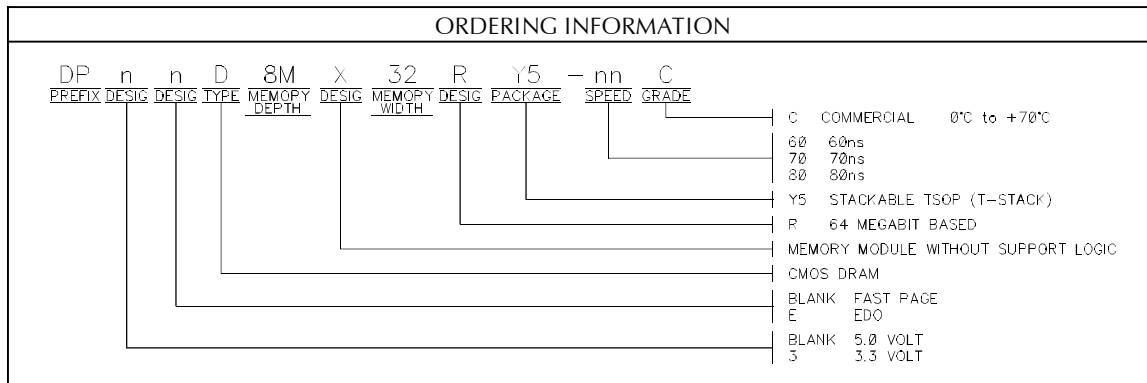 ORDERING INFORMATION
DP n n D 8M X 32 R Y5 - nn C
PREFIX DESIG DESIG TYPE MEMORY DEPTH DESIG MEMORY WIDTH DESIG PACKAGE SPEED GRADE
C COMMERCIAL 0°C to +70°C
60 60ns
70 70ns
80 80ns
Y5 STACKABLE TSOP (T-STACK)
R 64 MEGABIT BASED
MEMORY MODULE WITHOUT SUPPORT LOGIC
CMOS DRAM
BLANK FAST PAGE
E EDO
BLANK 5.0 VOLT
3 3.3 VOLT